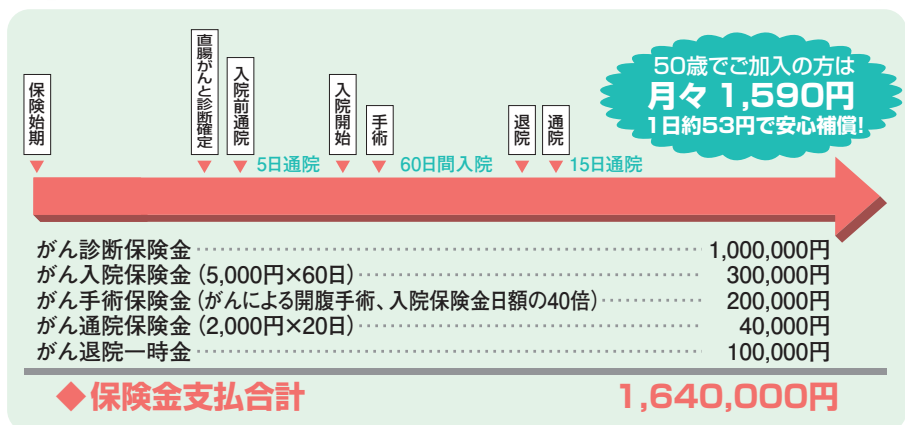 保険始期
直腸がんと診断確定
入院前通院
入院開始
手術
退院
通院
5日通院
60日間入院
15日通院
50歳でご加入の方は
月々1,590円
1日約53円で安心補償!
がん診断保険金 1,000,000円
がん入院保険金(5,000円×60日) 300,000円
がん手術保険金(がんによる開腹手術、入院保険金日額の40倍) 200,000円
がん通院保険金(2,000円×20日) 40,000円
がん退院一時金 100,000円
◆保険金支払合計 1,640,000円